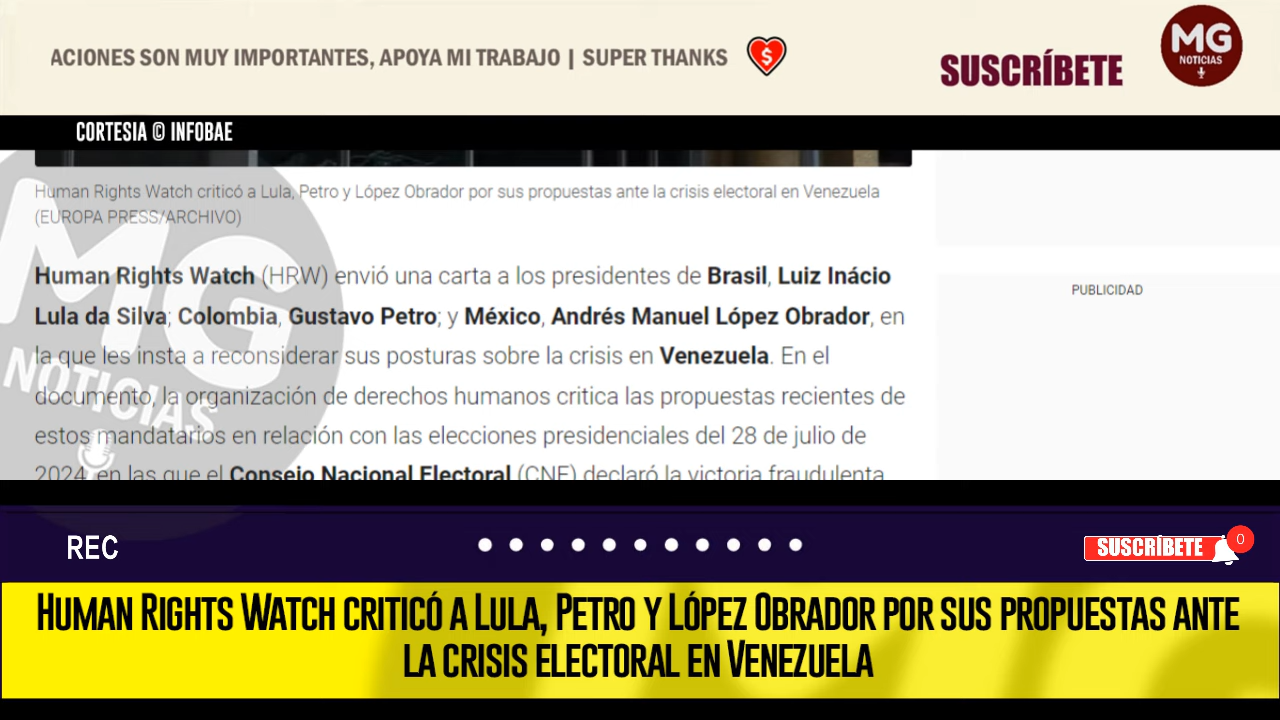 ACIONES SON MUY IMPORTANTES, APOYA MI TRABAJO | SUPER THANKS
SUSCRÍBETE
MG
NOTICIAS
CORTESIA © INFOBAE
Human Rights Watch criticó a Lula, Petro y López Obrador por sus propuestas ante la crisis electoral en Venezuela
(EUROPA PRESS/ARCHIVO)
PUBLICIDAD
Human Rights Watch (HRW) envió una carta a los presidentes de Brasil, Luiz Inácio
Lula da Silva; Colombia, Gustavo Petro; y México, Andrés Manuel López Obrador, en
la que les insta a reconsiderar sus posturas sobre la crisis en Venezuela. En el
documento, la organización de derechos humanos critica las propuestas recientes de
estos mandatarios en relación con las elecciones presidenciales del 28 de julio de
2024, en las que el Consejo Nacional Electoral (CNE) declaró la victoria fraudulenta
MG
NOTICIAS
REC
SUSCRÍBETE
0
HUMAN RIGHTS WATCH CRITICÓ A LULA, PETRO Y LÓPEZ OBRADOR POR SUS PROPUESTAS ANTE
LA CRISIS ELECTORAL EN VENEZUELA